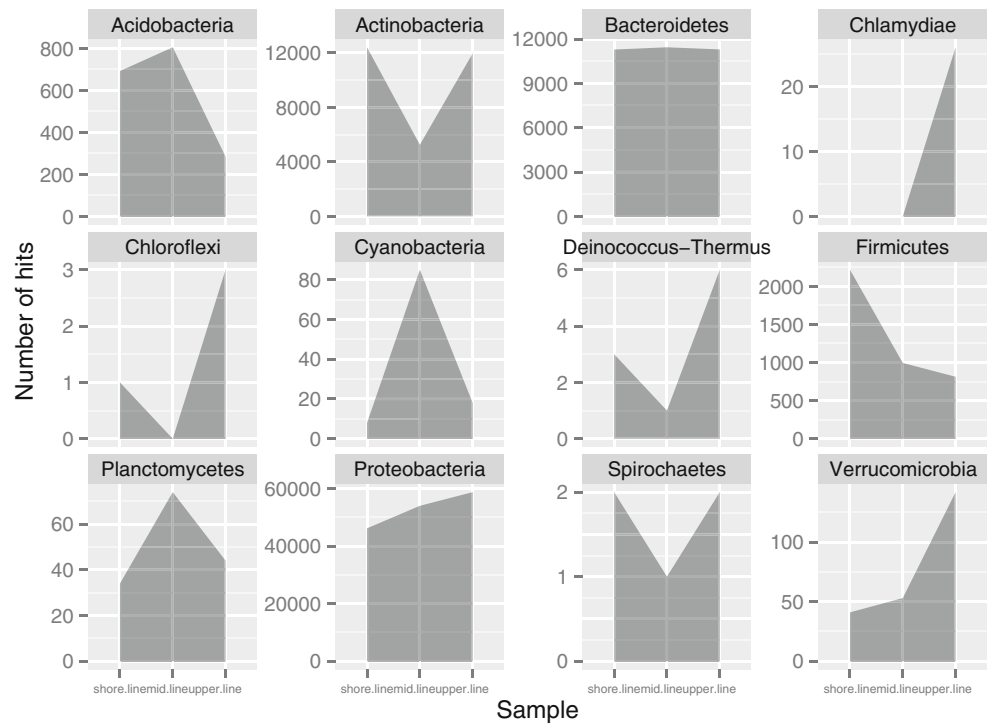 Acidobacteria Actinobacteria Bacteroidetes Chlamydiae
800 600 400 200 0
12000 8000 4000 0
12000 9000 6000 3000 0
20 10 0
Chloroflexi Cyanobacteria Deinococcus−Thermus Firmicutes
3 2 1 0
80 60 40 20 0
6 4 2 0
2000 1500 1000 500 0
Planctomycetes Proteobacteria Spirochaetes Verrucomicrobia
60 40 20 0
60000 40000 20000 0
2 1 0
100 50 0
Number of hits
shore.linemid.lineupper.line shore.linemid.lineupper.line shore.linemid.lineupper.line shore.linemid.lineupper.line
Sample